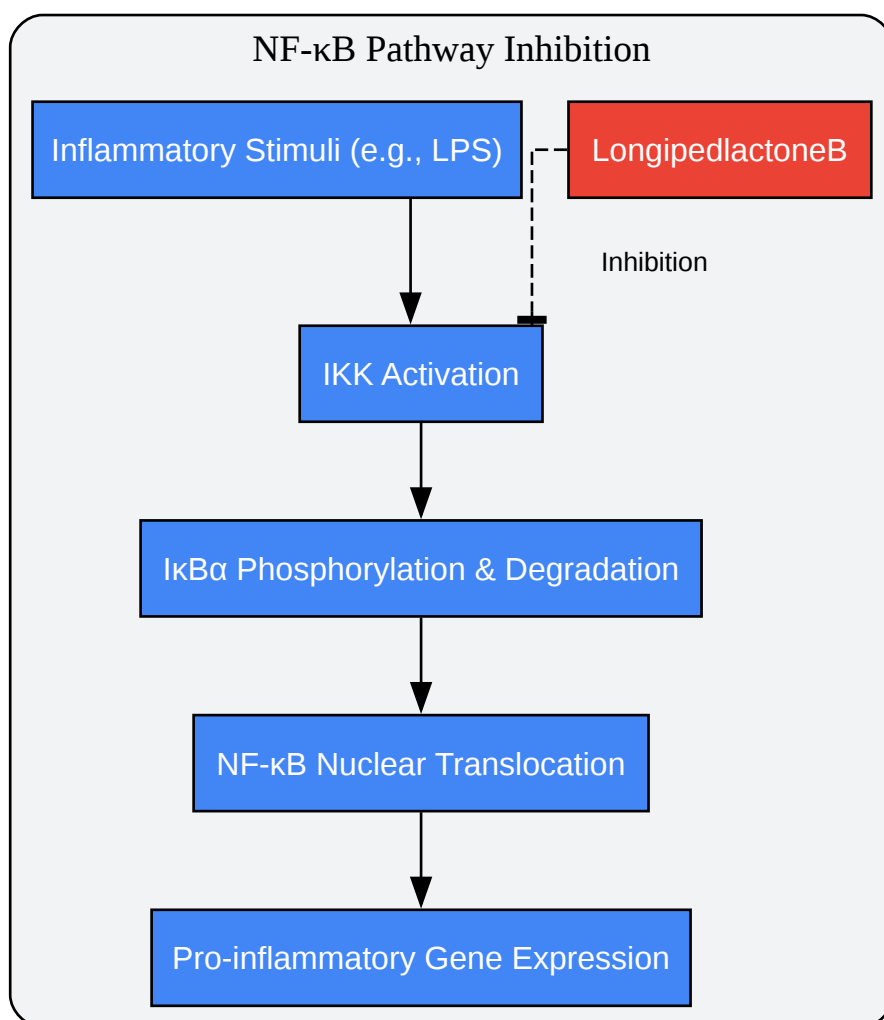 NF-κB Pathway Inhibition
Inflammatory Stimuli (e.g., LPS)
LongipedlactoneB
Inhibition
IKK Activation
IκBα Phosphorylation & Degradation
NF-κB Nuclear Translocation
Pro-inflammatory Gene Expression